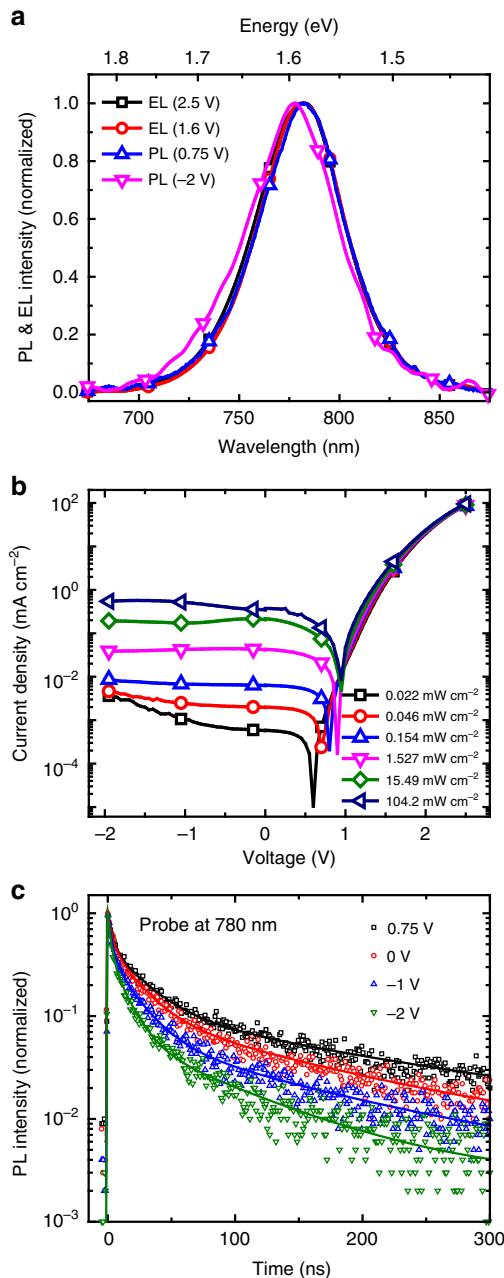 a
Energy (eV)
1.8 1.7 1.6 1.5
PL & EL intensity (normalized)
1.0
0.8
0.6
0.4
0.2
0.0
EL (2.5 V)
EL (1.6 V)
PL (0.75 V)
PL (–2 V)
700 750 800 850
Wavelength (nm)
b
Current density (mA cm⁻²)
10²
10⁰
10⁻²
10⁻⁴
0.022 mW cm⁻²
0.046 mW cm⁻²
0.154 mW cm⁻²
1.527 mW cm⁻²
15.49 mW cm⁻²
104.2 mW cm⁻²
–2 –1 0 1 2
Voltage (V)
c
PL intensity (normalized)
10⁰
10⁻¹
10⁻²
10⁻³
Probe at 780 nm
0.75 V
0 V
–1 V
–2 V
0 100 200 300
Time (ns)